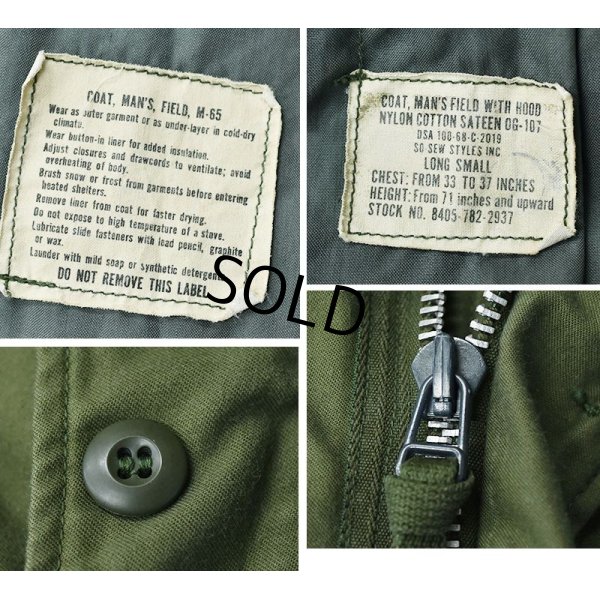 COAT, MAN'S, FIELD, M-65
Wear as outer garment or as under-layer in cold-dry
climate.
Wear button-in liner for added insulation.
Adjust closures and drawcords to ventilate; avoid
overheating of body.
Brush snow or frost from garments before entering
heated shelters.
Remove liner from coat for faster drying.
Do not expose to high temperature of a stove.
Lubricate slide fasteners with lead pencil, graphite
or wax.
Launder with mild soap or synthetic detergent.
DO NOT REMOVE THIS LABEL
COAT, MAN'S FIELD WITH HOOD
NYLON COTTON SATEEN OG-107
DSA 100-68-C-2019
SO SEW STYLES INC
LONG SMALL
CHEST: FROM 33 TO 37 INCHES
HEIGHT: From 71 inches and upward
STOCK NO. 8405-782-2937
SOLD